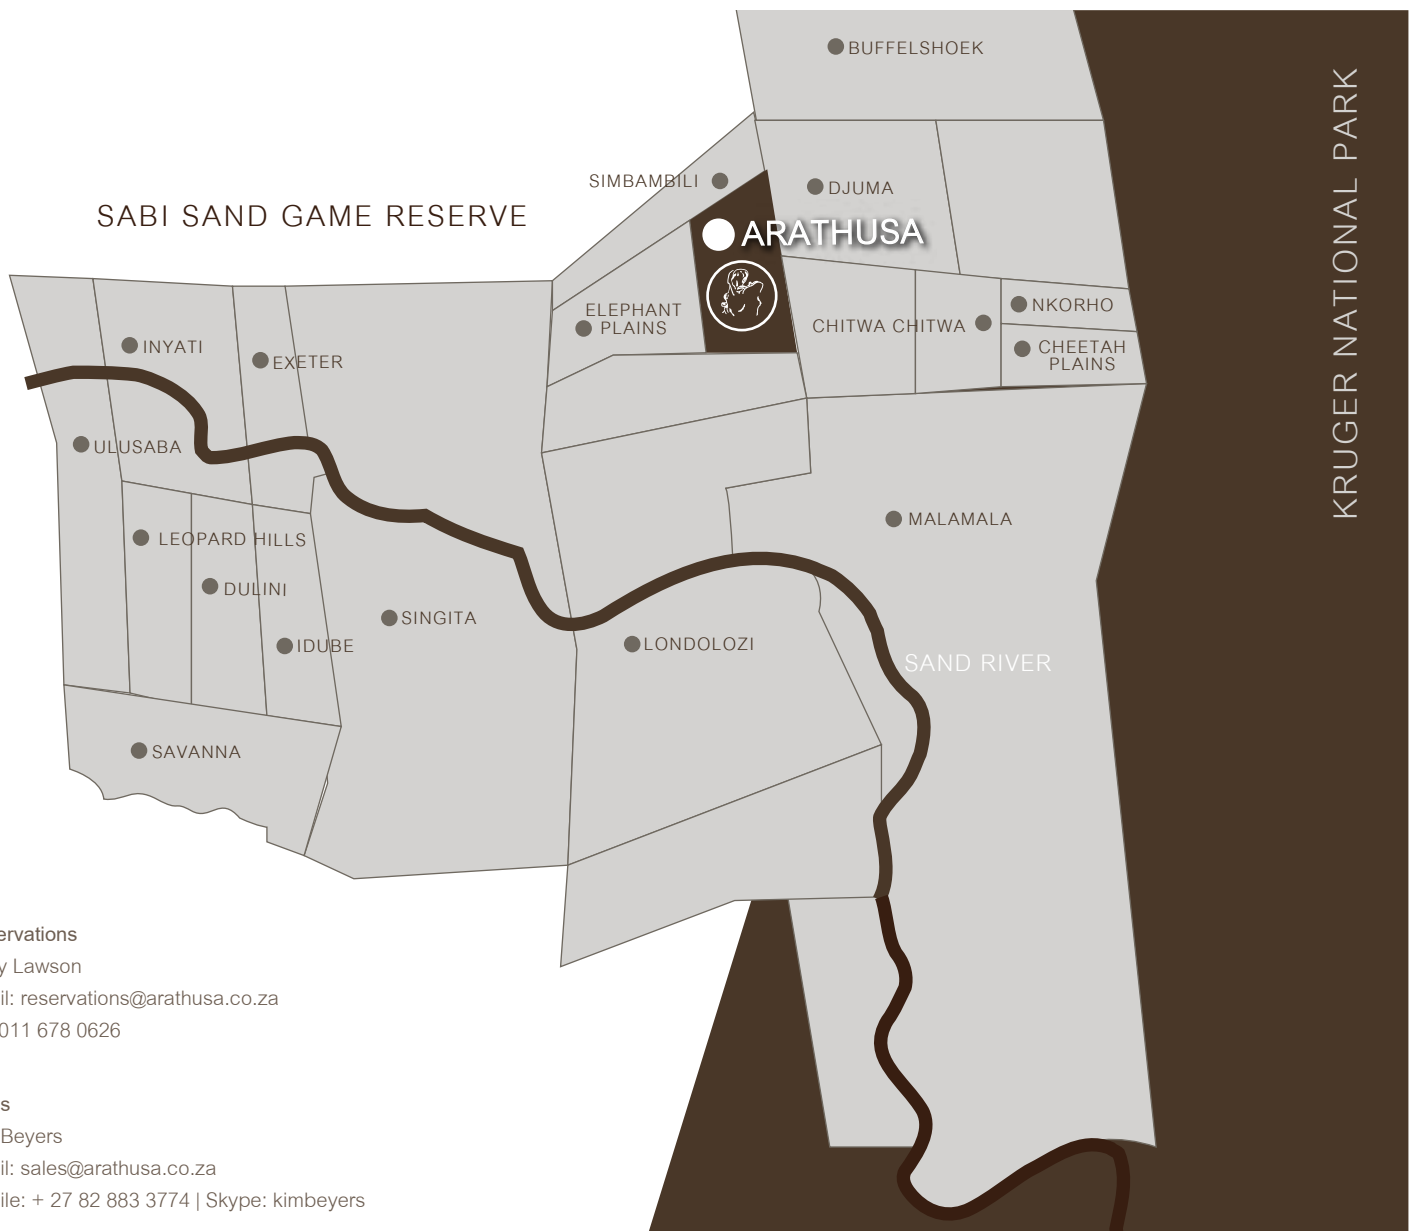 BUFFELSHOEK
KRUGER NATIONAL PARK
SIMBAMBILI
DJUMA
SABI SAND GAME RESERVE
ARATHUSA
ELEPHANT
PLAINS
NKORHO
CHITWA CHITWA
CHEETAH
PLAINS
INYATI
EXETER
ULUSABA
MALAMALA
LEOPARD HILLS
DULINI
SINGITA
IDUBE
LONDOLOZI
SAND RIVER
SAVANNA
ervations
y Lawson
il: reservations@arathusa.co.za
011 678 0626
s
Beyers
il: sales@arathusa.co.za
ile: + 27 82 883 3774 | Skype: kimbeyers